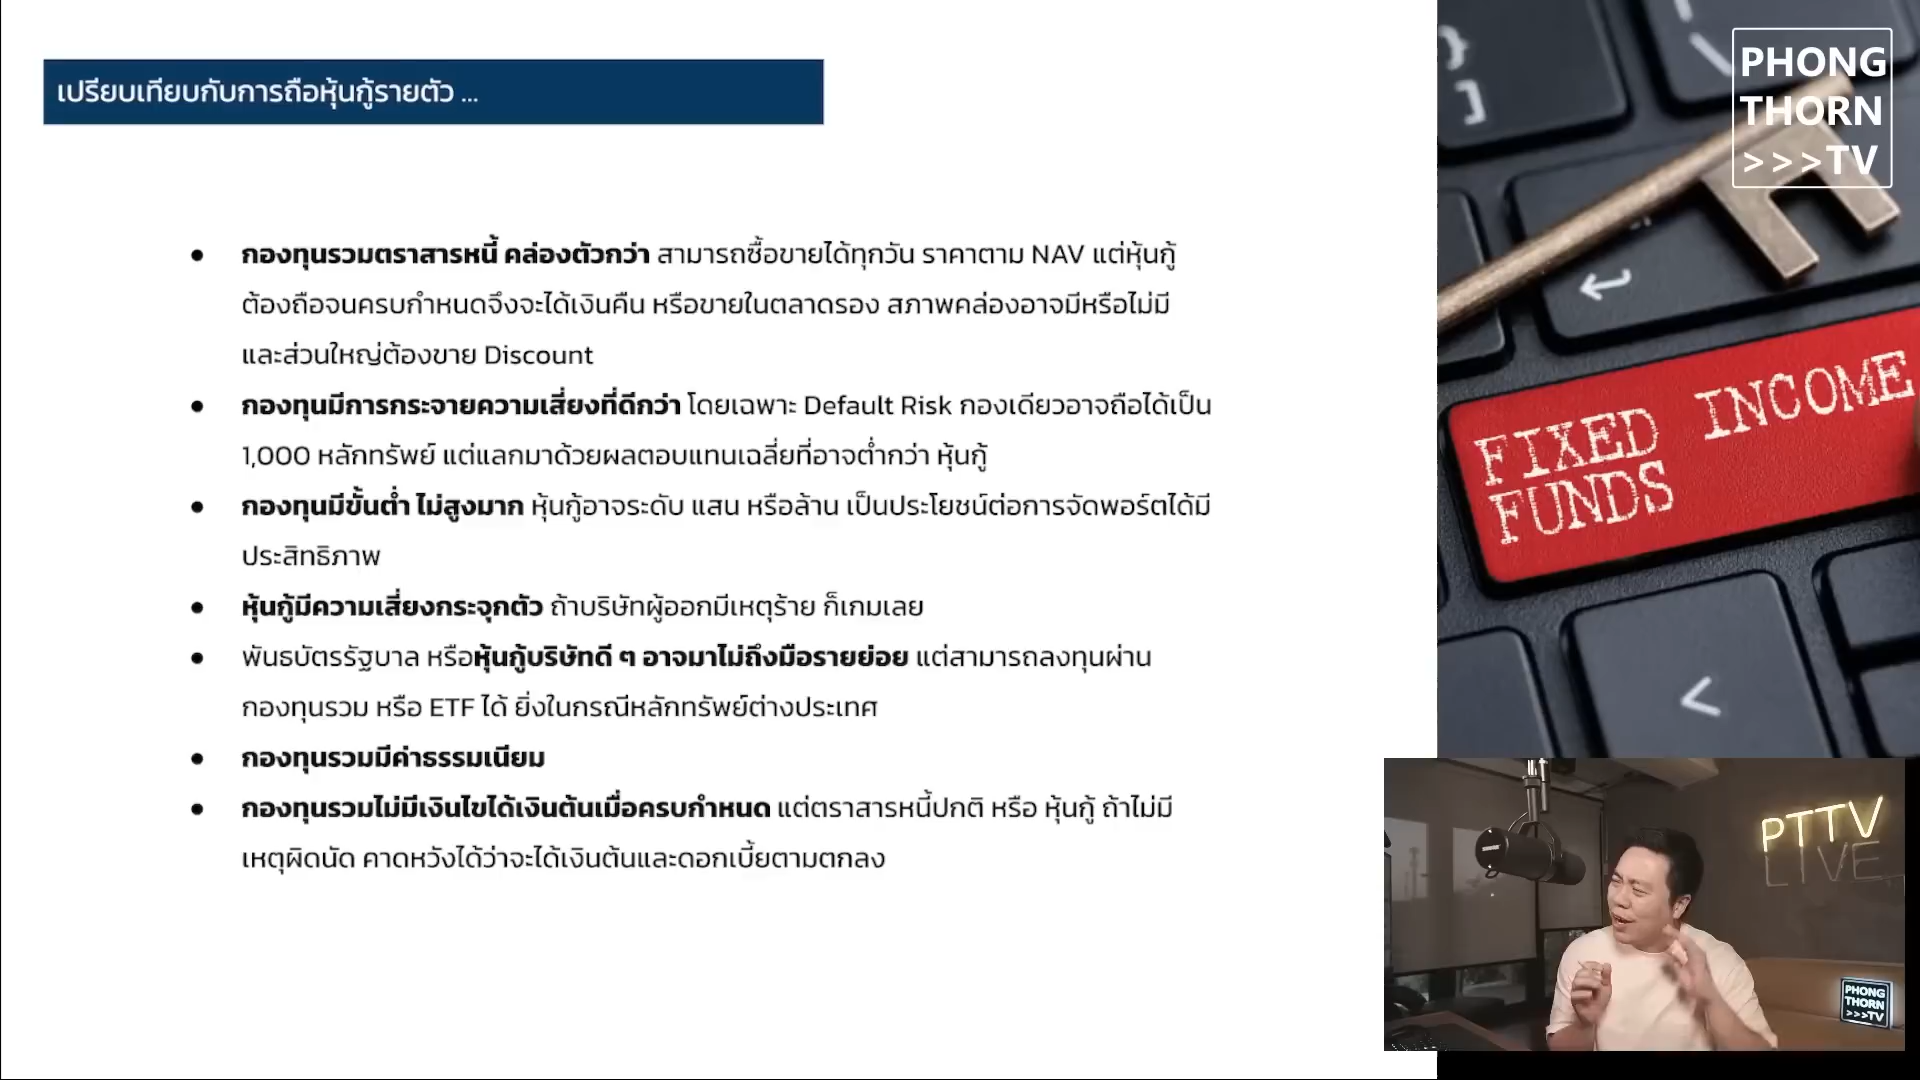 เปรียบเทียบกับการถือหุ้นกู้รายตัว ...
● กองทุนรวมตราสารหนี้ คล่องตัวกว่า สามารถซื้อขายได้ทุกวัน ราคาตาม NAV แต่หุ้นกู้
ต้องถือจนครบกำหนดจึงจะได้เงินคืน หรือขายในตลาดรอง สภาพคล่องอาจมีหรือไม่มี
และส่วนใหญ่ต้องขาย Discount
● กองทุนมีการกระจายความเสี่ยงที่ดีกว่า โดยเฉพาะ Default Risk กองเดียวอาจถือได้เป็น
1,000 หลักทรัพย์ แต่แลกมาด้วยผลตอบแทนเฉลี่ยที่อาจต่ำกว่า หุ้นกู้
● กองทุนมีขั้นต่ำ ไม่สูงมาก หุ้นกู้อาจระดับ แสน หรือล้าน เป็นประโยชน์ต่อการจัดพอร์ตได้มี
ประสิทธิภาพ
● หุ้นกู้มีความเสี่ยงกระจุกตัว ถ้าบริษัทผู้ออกมีเหตุร้าย ก็เกมเลย
● พันธบัตรรัฐบาล หรือหุ้นกู้บริษัทดี ๆ อาจมาไม่ถึงมือรายย่อย แต่สามารถลงทุนผ่าน
กองทุนรวม หรือ ETF ได้ ยิ่งในกรณีหลักทรัพย์ต่างประเทศ
● กองทุนรวมมีค่าธรรมเนียม
● กองทุนรวมไม่มีเงินไขได้เงินต้นเมื่อครบกำหนด แต่ตราสารหนี้ปกติ หรือ หุ้นกู้ ถ้าไม่มี
เหตุผิดนัด คาดหวังได้ว่าจะได้เงินต้นและดอกเบี้ยตามตกลง
PHONG
THORN
>>>TV
FIXED INCOME
FUNDS
PTTV
LIVE
PHONG
THORN
>>>TV